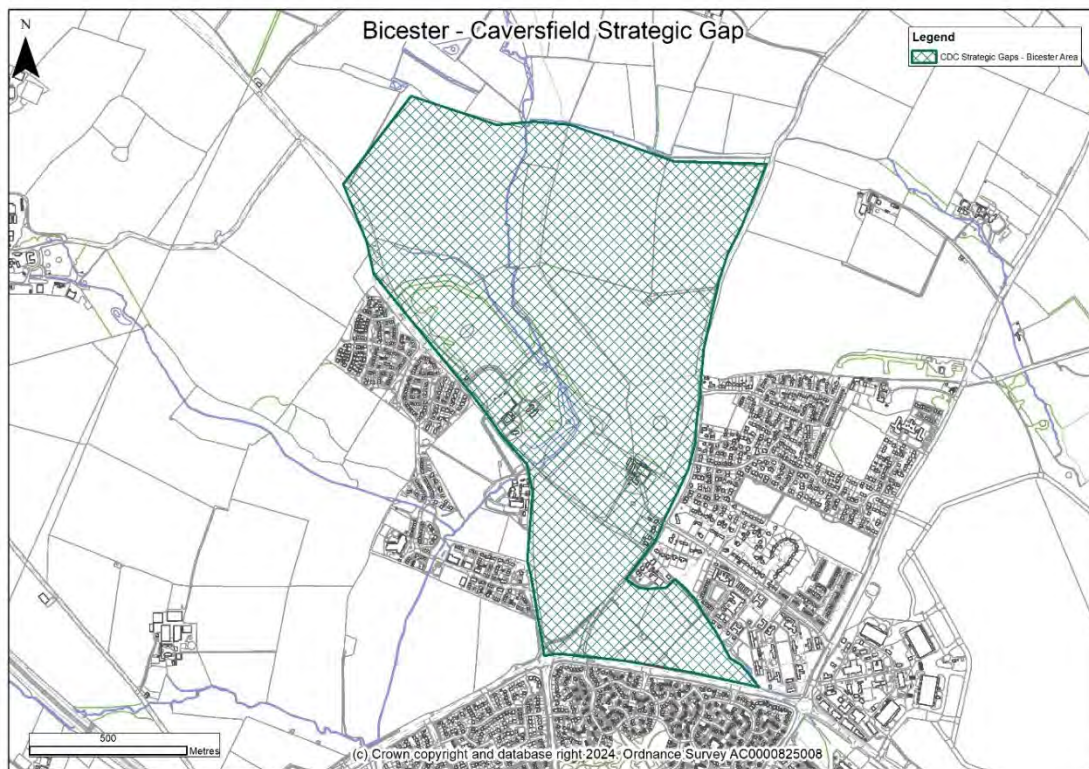 Bicester - Caversfield Strategic Gap
N
Legend
CDC Strategic Gaps - Bicester Area
500
Metres
(c) Crown copyright and database right 2024. Ordnance Survey AC0000825008